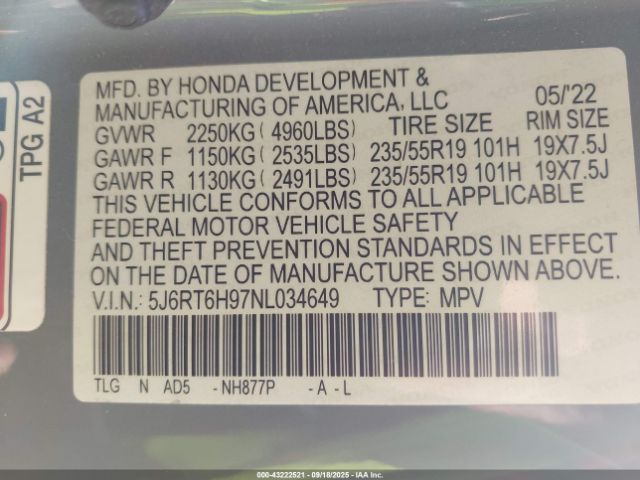 TPG A2
MFD. BY HONDA DEVELOPMENT &
MANUFACTURING OF AMERICA, LLC 05/'22
GVWR 2250KG ( 4960LBS) TIRE SIZE RIM SIZE
GAWR F 1150KG ( 2535LBS) 235/55R19 101H 19X7.5J
GAWR R 1130KG ( 2491LBS) 235/55R19 101H 19X7.5J
THIS VEHICLE CONFORMS TO ALL APPLICABLE
FEDERAL MOTOR VEHICLE SAFETY
AND THEFT PREVENTION STANDARDS IN EFFECT
ON THE DATE OF MANUFACTURE SHOWN ABOVE.
V.I.N.: 5J6RT6H97NL034649 TYPE: MPV
TLG N AD5 -NH877P -A -L
000-43222521 - 09/18/2025 - IAA Inc.